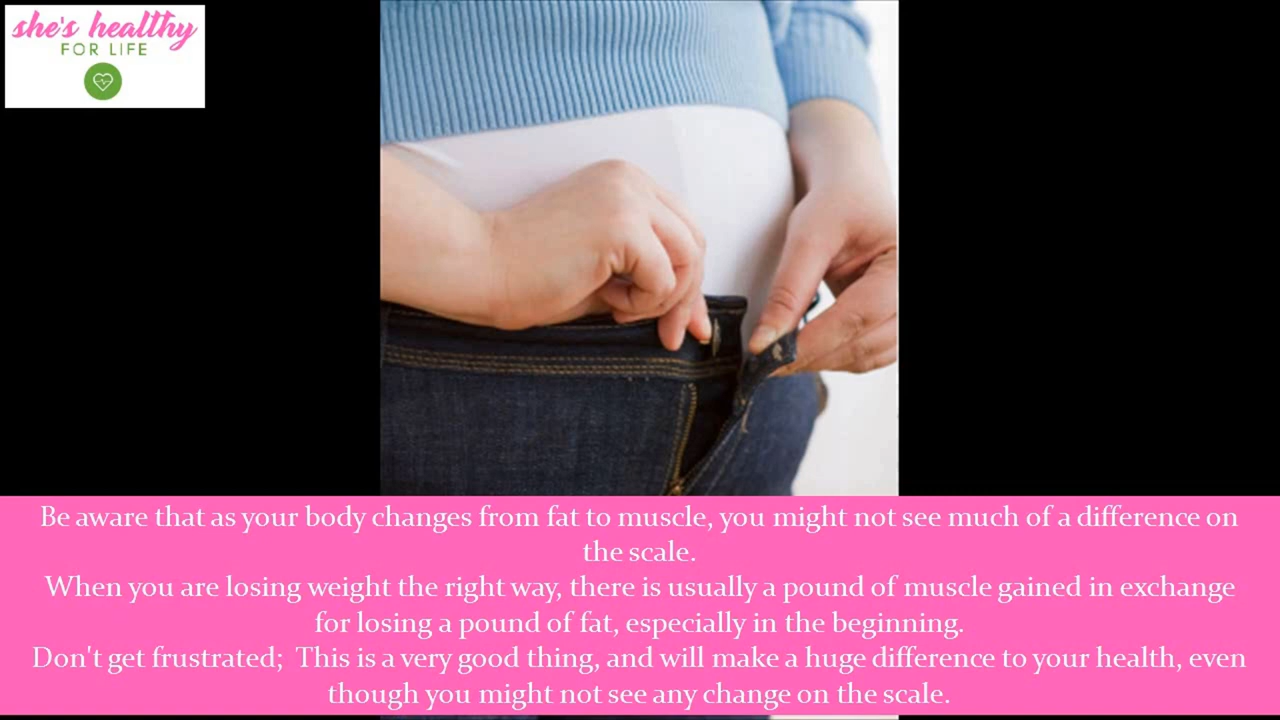 she's healthy
FOR LIFE
Be aware that as your body changes from fat to muscle, you might not see much of a difference on
the scale.
When you are losing weight the right way, there is usually a pound of muscle gained in exchange
for losing a pound of fat, especially in the beginning.
Don't get frustrated;  This is a very good thing, and will make a huge difference to your health, even
though you might not see any change on the scale.